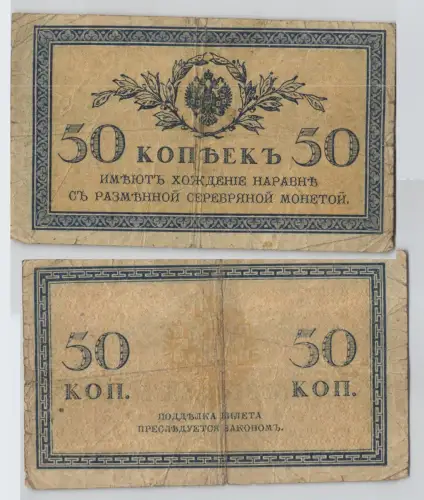 50 КОПѢЕКЪ 50
ИМѢЮТЪ ХОЖДЕНІЕ НАРАВНѢ
СЪ РАЗМѢННОЙ СЕРЕБРЯНОЙ МОНЕТОЙ.
50 50
КОП. КОП.
ПОДДѢЛКА БИЛЕТА
ПРЕСЛѢДУЕТСЯ ЗАКОНОМЪ.